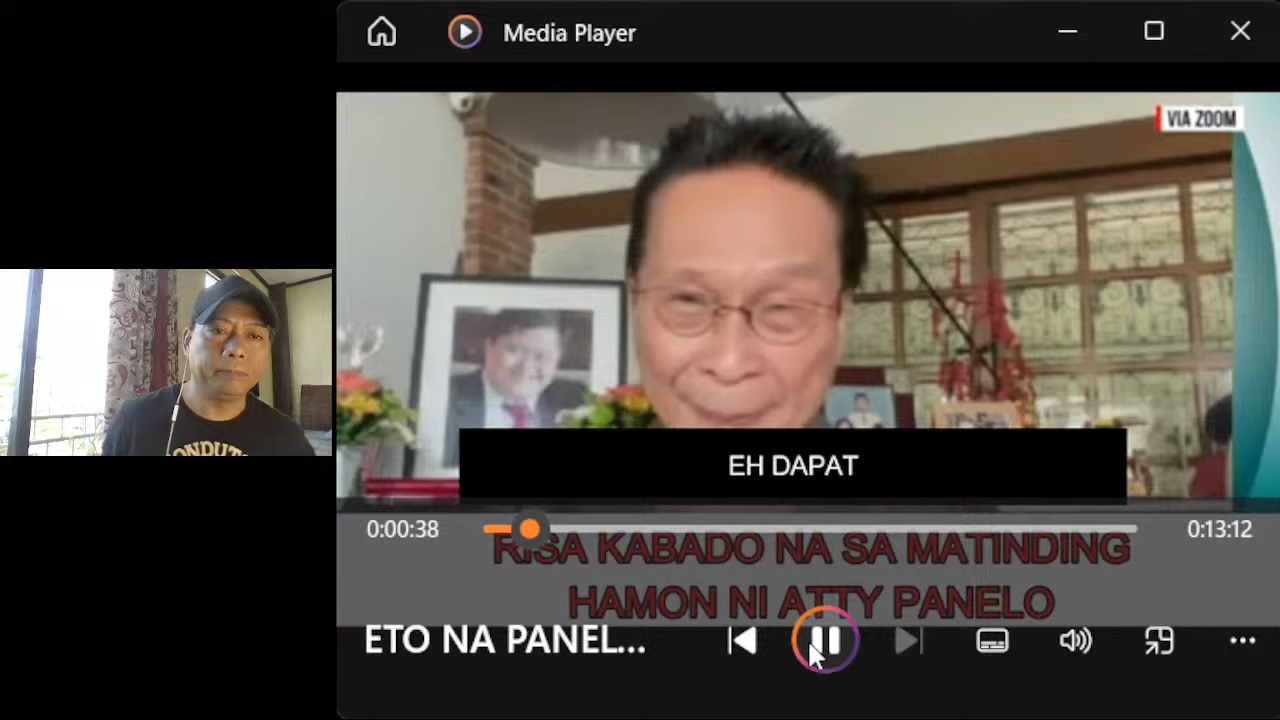 Media Player
VIA ZOOM
ONDUT
EH DAPAT
0:00:38
0:13:12
RISA KABADO NA SA MATINDING
HAMON NI ATTY PANELO
ETO NA PANEL...